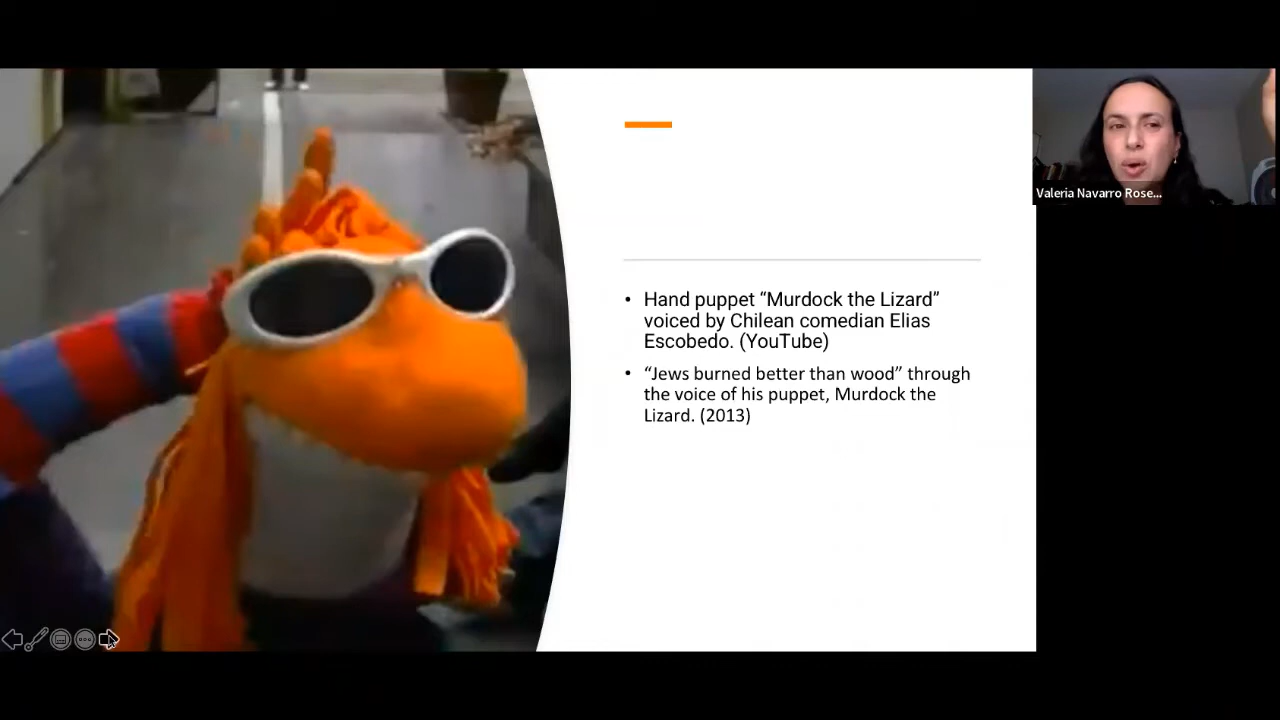 Valeria Navarro Rose...
• Hand puppet “Murdock the Lizard”
voiced by Chilean comedian Elias
Escobedo. (YouTube)
• “Jews burned better than wood” through
the voice of his puppet, Murdock the
Lizard. (2013)